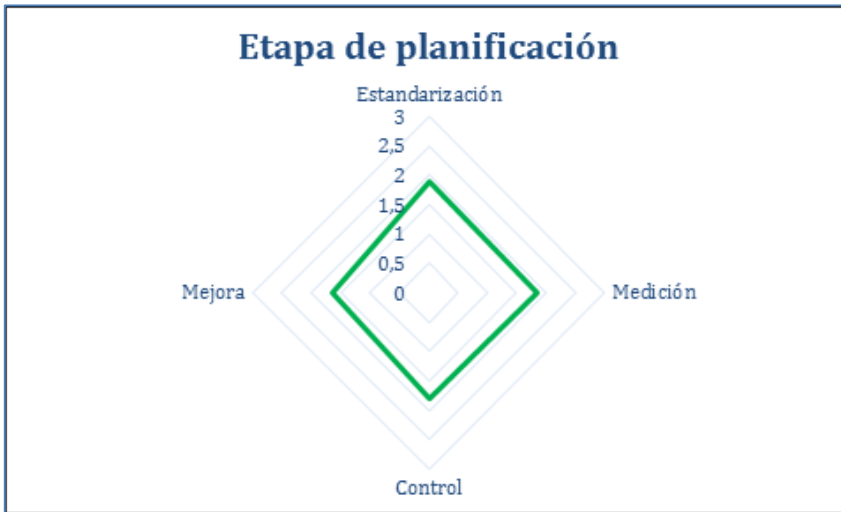 Etapa de planificación
Estandarización
3
2,5
2
1,5
1
0,5
Mejora
0
Medición
Control